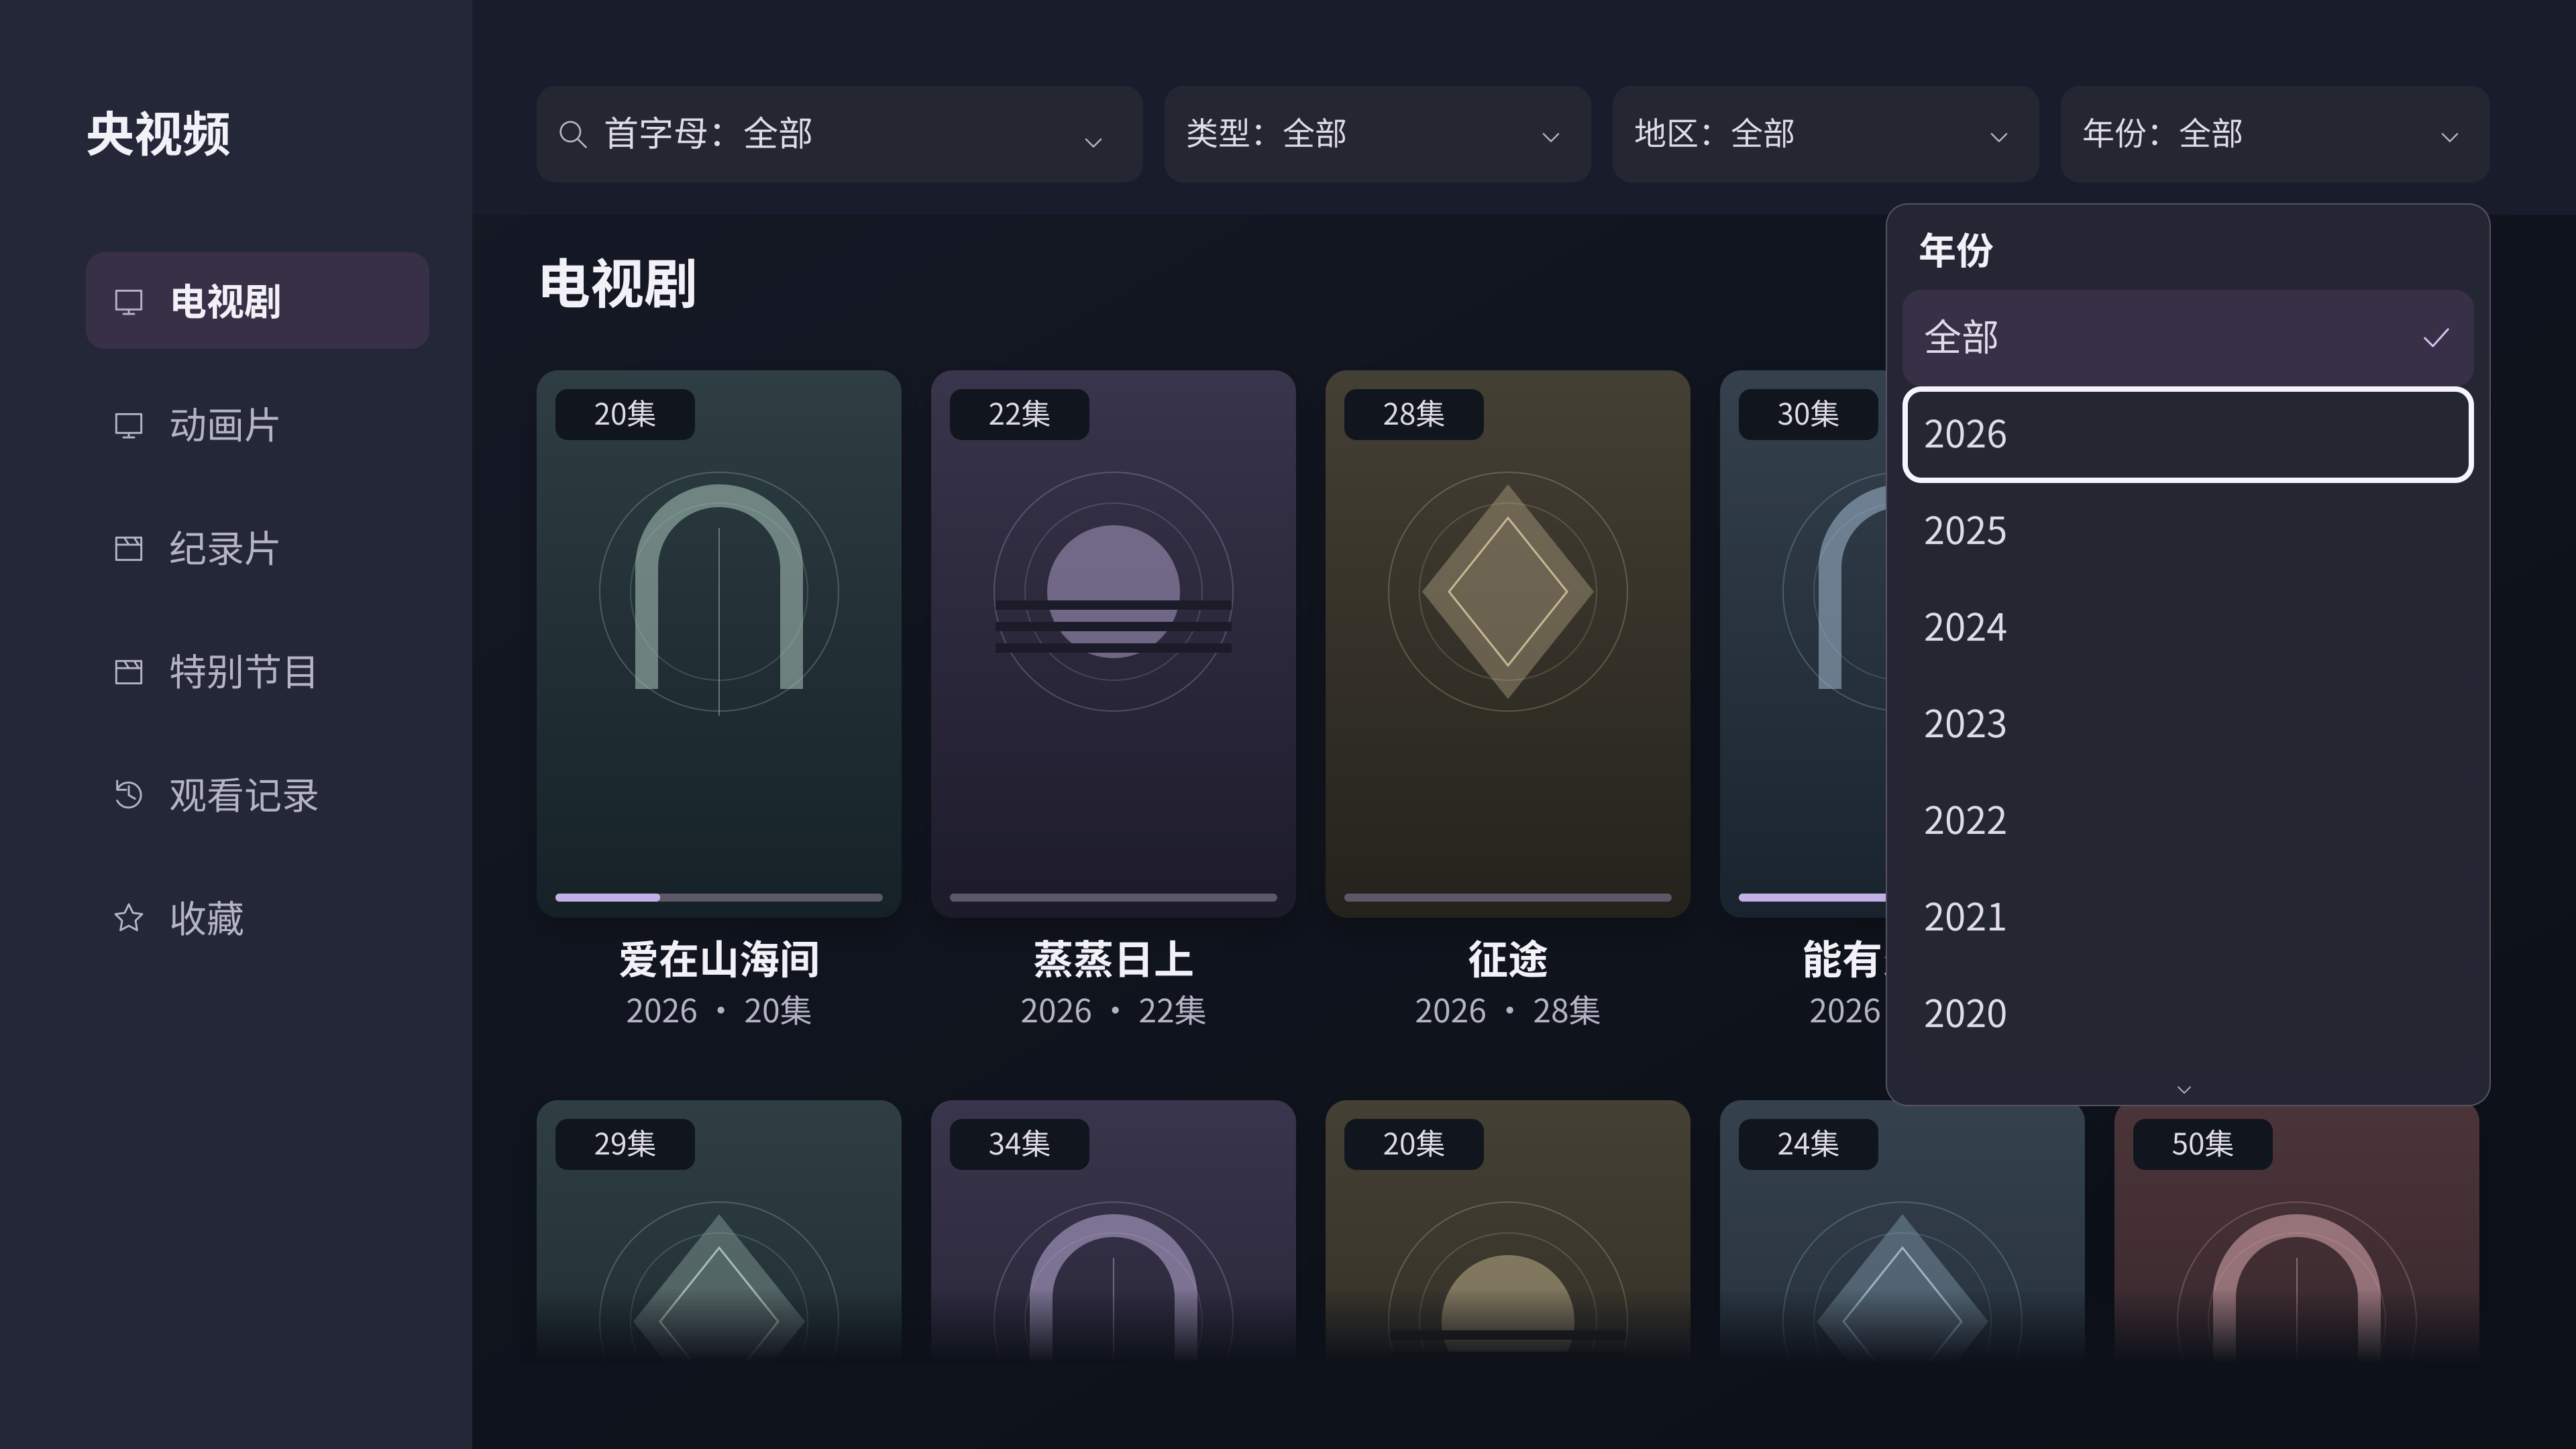 央视频
电视剧
动画片
纪录片
特别节目
观看记录
收藏
首字母：全部
类型：全部
地区：全部
年份：全部
电视剧
年份
全部
2026
2025
2024
2023
2022
2021
2020
20集
22集
28集
30集
爱在山海间
蒸蒸日上
征途
能有
2026 · 20集
2026 · 22集
2026 · 28集
2026
29集
34集
20集
24集
50集